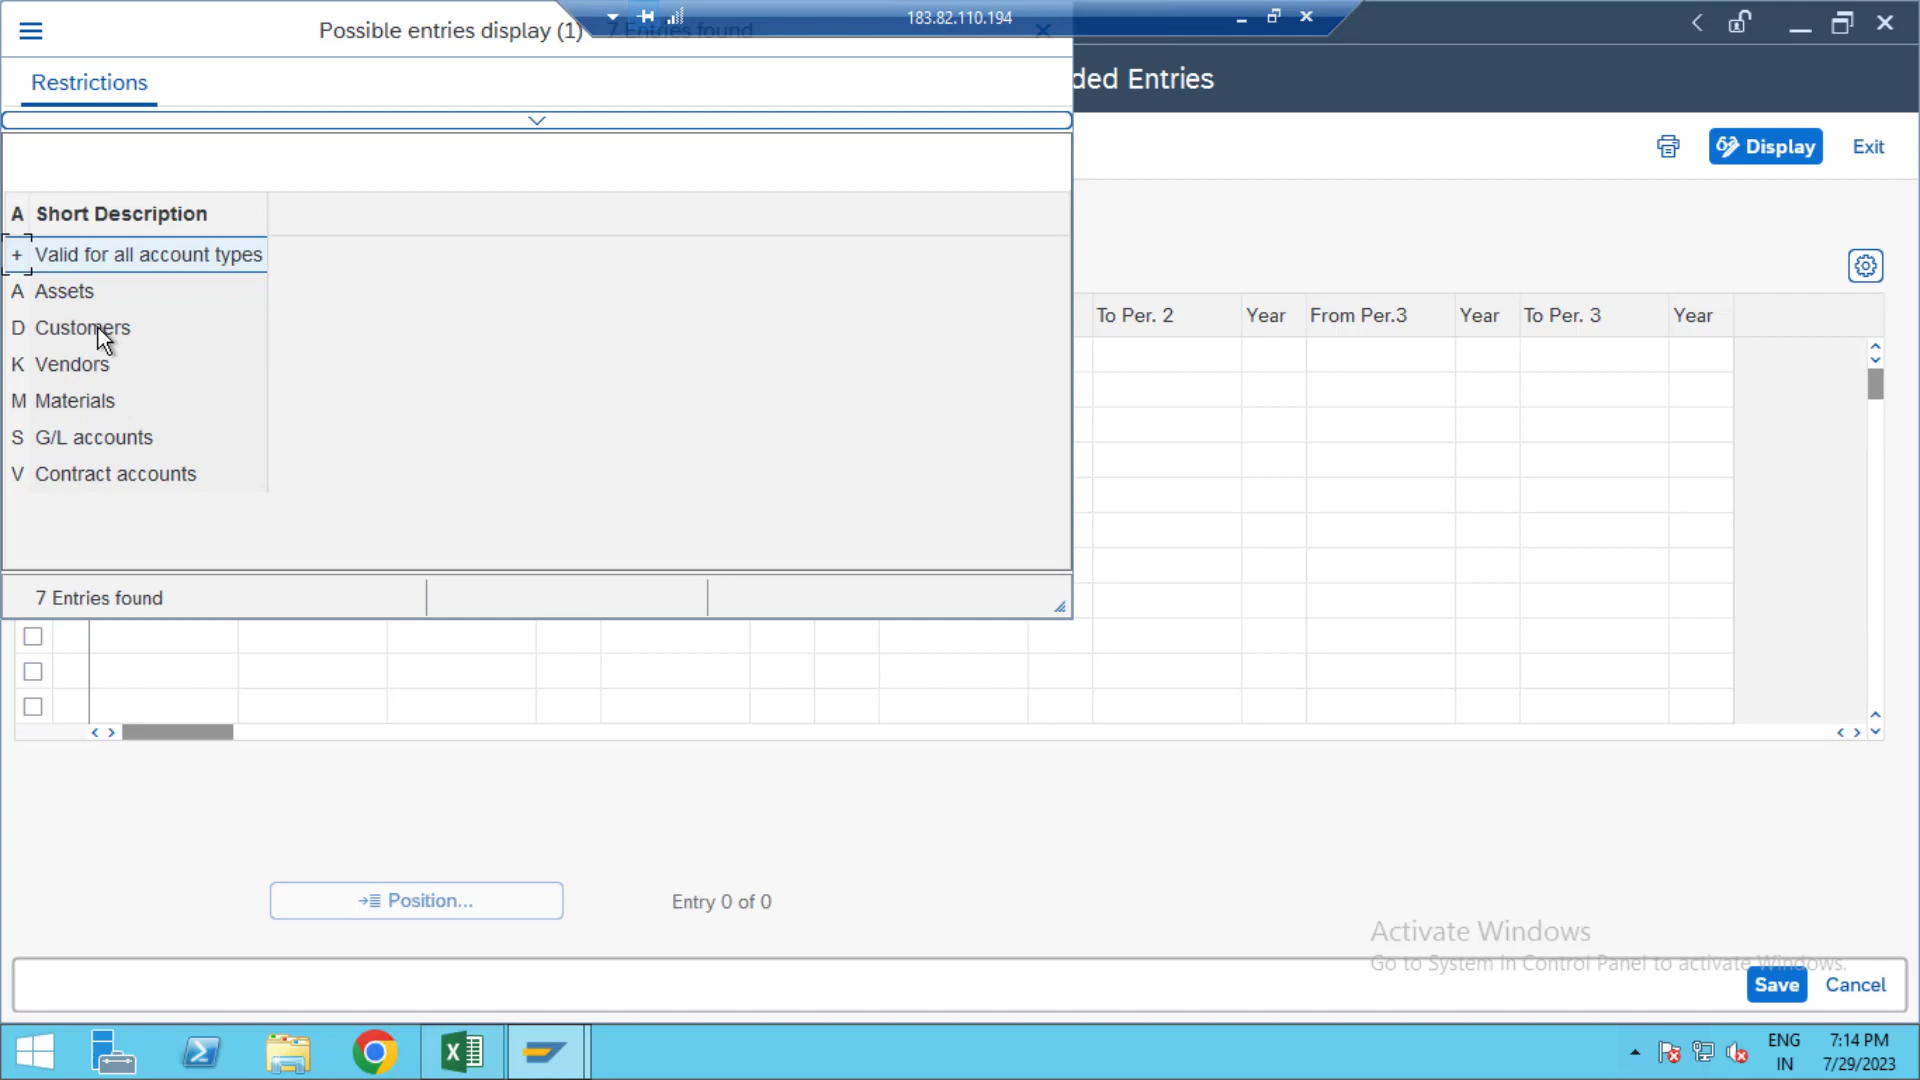 183.82.110.194
Possible entries display (1) 7 Entries found
Restrictions
ded Entries
Display Exit
A Short Description
+ Valid for all account types
A Assets
D Customers
K Vendors
M Materials
S G/L accounts
V Contract accounts
7 Entries found
To Per. 2 Year From Per.3 Year To Per. 3 Year
Position... Entry 0 of 0
Activate Windows
Go to System in Control Panel to activate Windows.
Save Cancel
ENG 7:14 PM
IN 7/29/2023